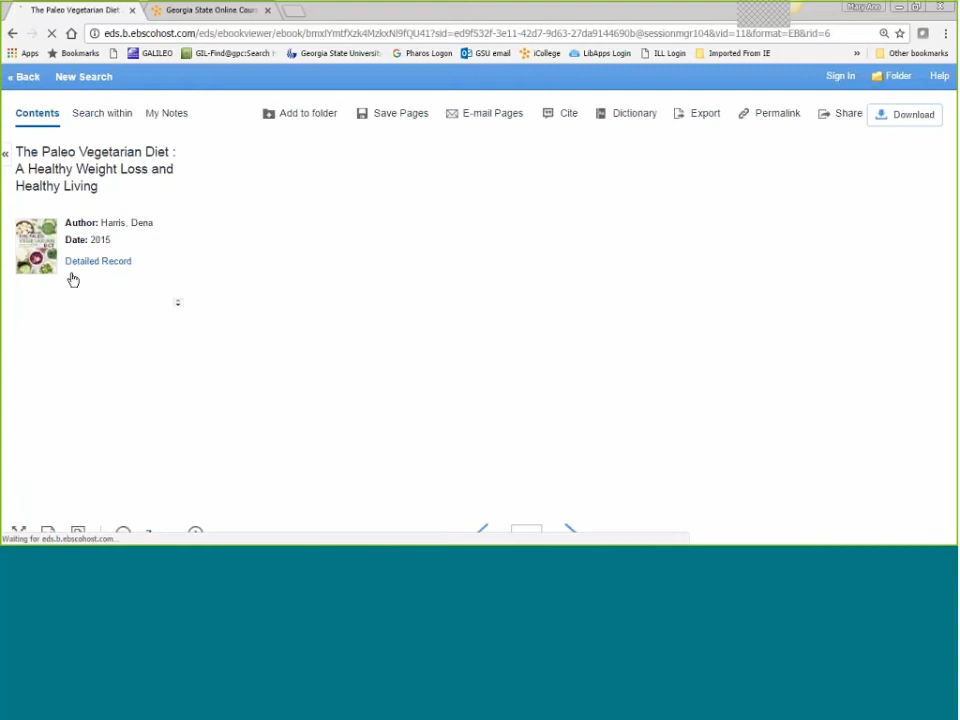 The Paleo Vegetarian Diet
Georgia State Online Cour
Mary Ann
eds.b.ebscohost.com/eds/ebookviewer/ebook/bmxlYmtfXzk4MzkxNl9fQU41?sid=ed9f532f-3e11-42d7-9d63-27da9144690b@sessionmgr104&vid=11&format=EB&rid=6
Apps Bookmarks GALILEO GIL-Find@gpc:Search H Georgia State Universit Pharos Logon GSU email iCollege LibApps Login ILL Login Imported From IE » Other bookmarks
« Back New Search Sign In Folder Help
Contents Search within My Notes Add to folder Save Pages E-mail Pages Cite Dictionary Export Permalink Share Download
«
The Paleo Vegetarian Diet :
A Healthy Weight Loss and
Healthy Living
Author: Harris, Dena
Date: 2015
Detailed Record
Waiting for eds.b.ebscohost.com...